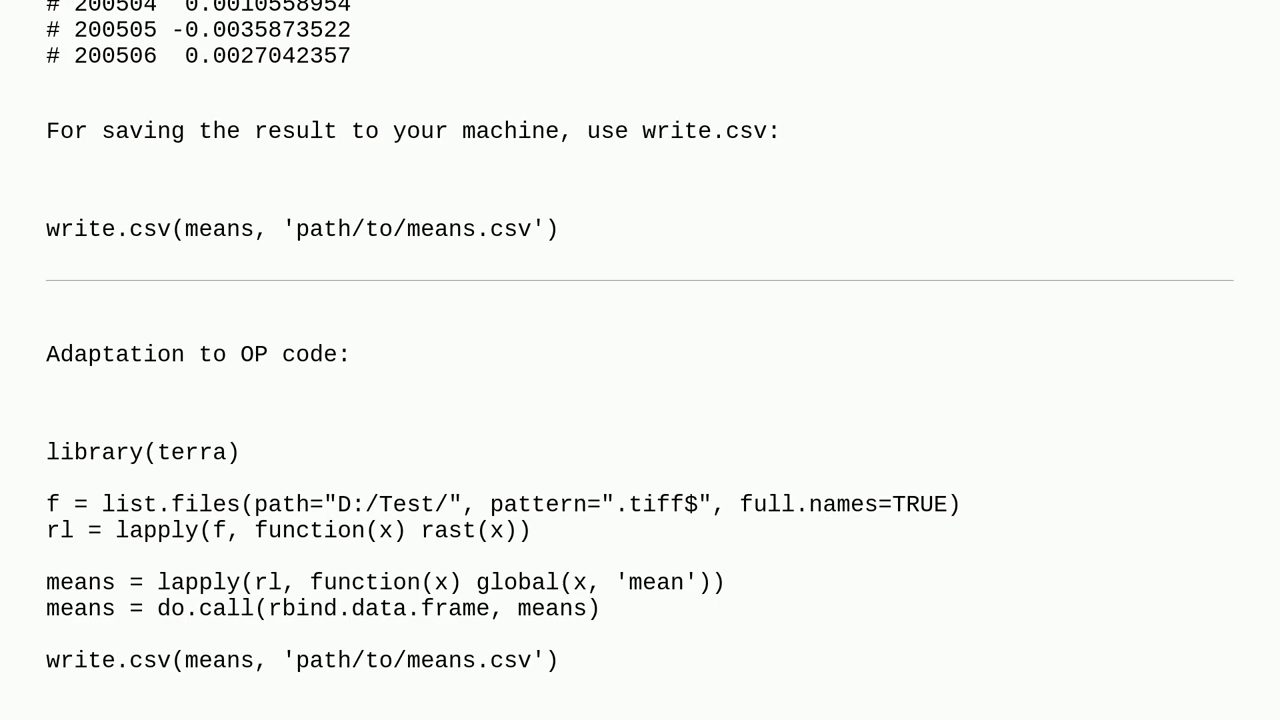 # 200504  0.0010558954
# 200505 -0.0035873522
# 200506  0.0027042357
For saving the result to your machine, use write.csv:
write.csv(means, 'path/to/means.csv')
Adaptation to OP code:
library(terra)
f = list.files(path="D:/Test/", pattern=".tiff$", full.names=TRUE)
rl = lapply(f, function(x) rast(x))
means = lapply(rl, function(x) global(x, 'mean'))
means = do.call(rbind.data.frame, means)
write.csv(means, 'path/to/means.csv')